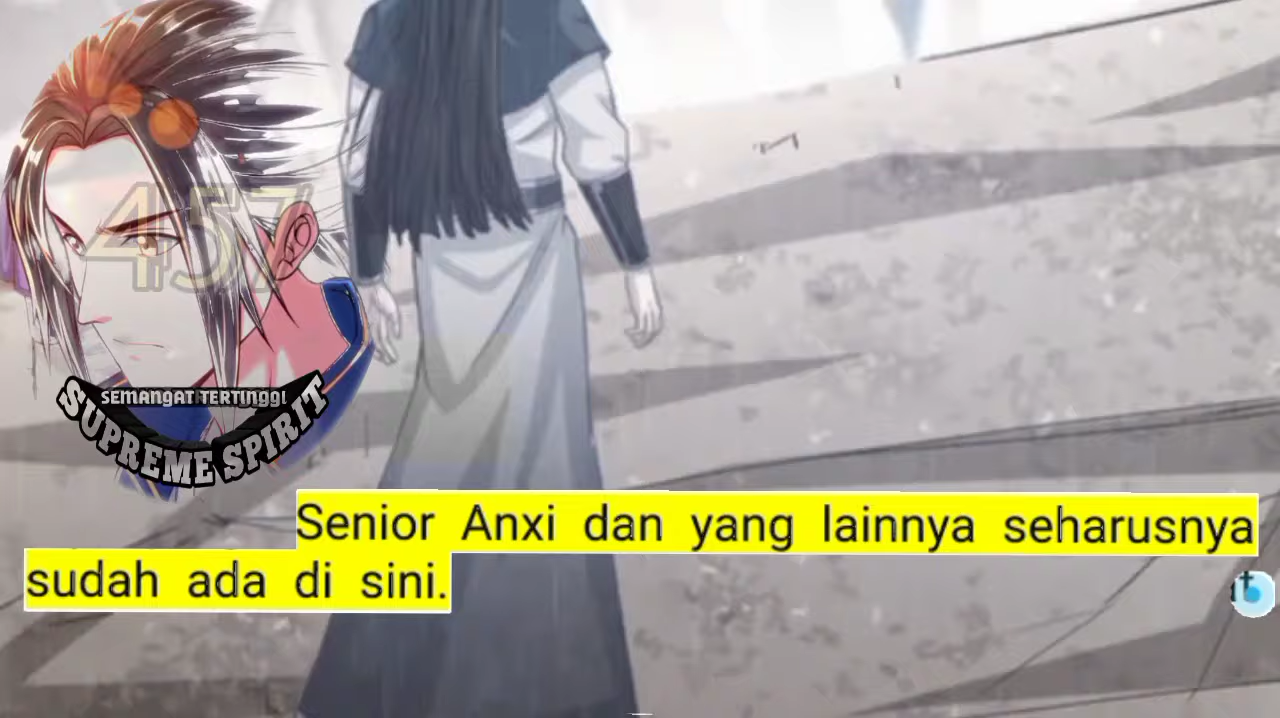 457
SEMANGAT TERTINGGI
SUPREME SPIRIT
Senior Anxi dan yang lainnya seharusnya
sudah ada di sini.